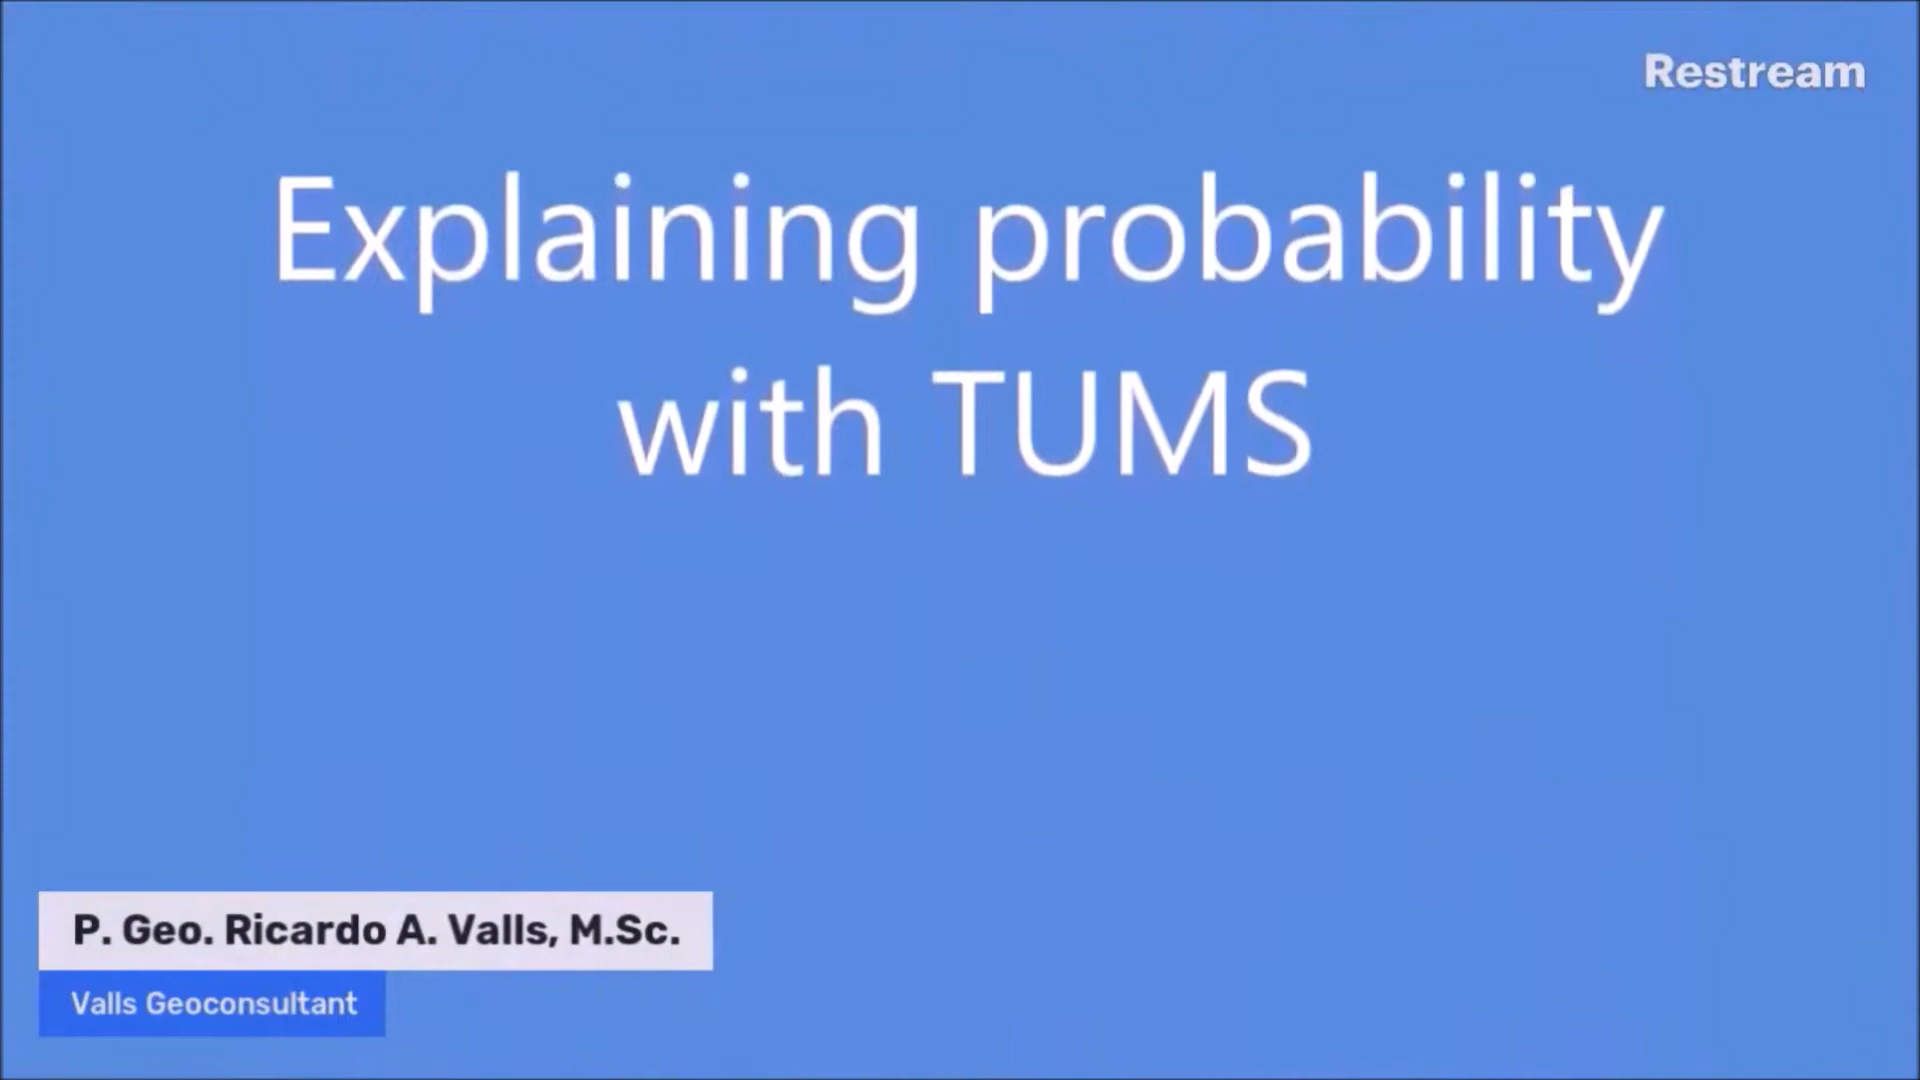 Restream
Explaining probability
with TUMS
P. Geo. Ricardo A. Valls, M.Sc.
Valls Geoconsultant